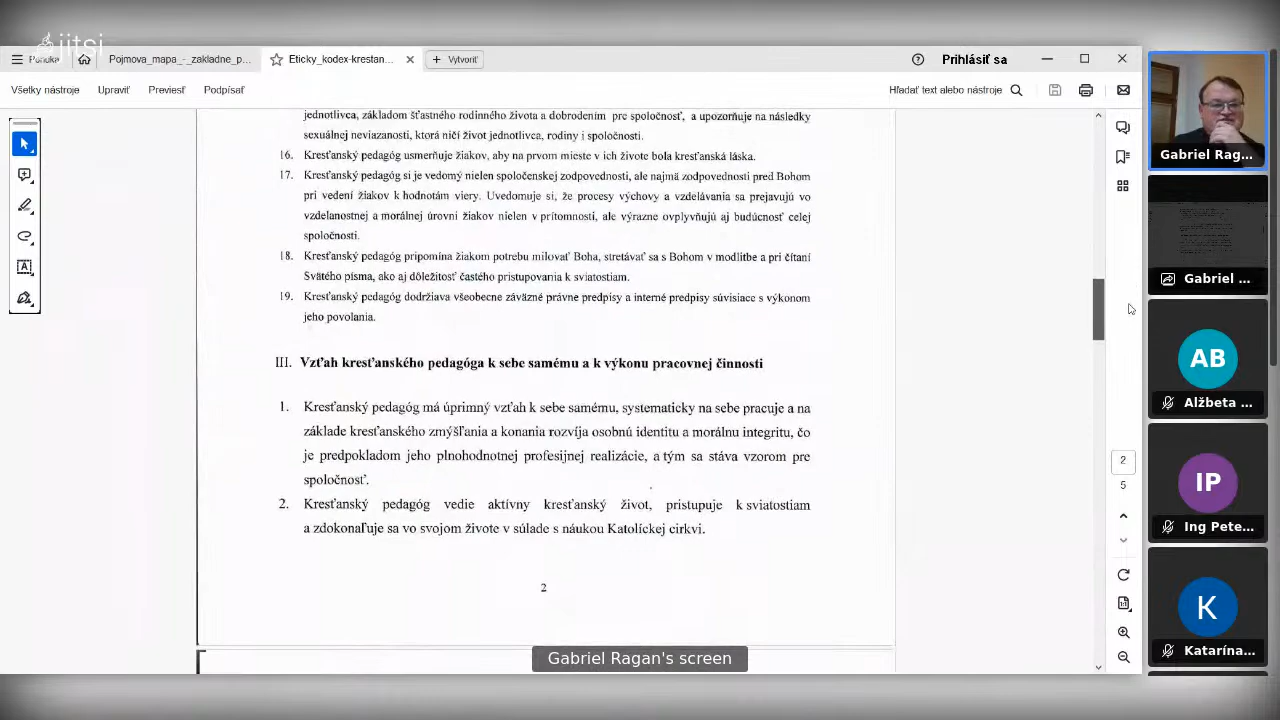 jitsi
Ponuka
Pojmova_mapa_-_zakladne_p...
Eticky_kodex-krestan...
Vytvoriť
Prihlásiť sa
Všetky nástroje
Upraviť
Previesť
Podpísať
Hľadať text alebo nástroje
jednotlivca, základom šťastného rodinného života a dobrodením pre spoločnosť, a upozorňuje na následky
sexuálnej neviazanosti, ktorá ničí život jednotlivca, rodiny i spoločnosti.
16. Kresťanský pedagóg usmerňuje žiakov, aby na prvom mieste v ich živote bola kresťanská láska.
17. Kresťanský pedagóg si je vedomý nielen spoločenskej zodpovednosti, ale najmä zodpovednosti pred Bohom
pri vedení žiakov k hodnotám viery. Uvedomuje si, že procesy výchovy a vzdelávania sa prejavujú vo
vzdelanostnej a morálnej úrovni žiakov nielen v prítomnosti, ale výrazne ovplyvňujú aj budúcnosť celej
spoločnosti.
18. Kresťanský pedagóg pripomína žiakom potrebu milovať Boha, stretávať sa s Bohom v modlitbe a pri čítaní
Svätého písma, ako aj dôležitosť častého pristupovania k sviatostiam.
19. Kresťanský pedagóg dodržiava všeobecne záväzné právne predpisy a interné predpisy súvisiace s výkonom
jeho povolania.
III. Vzťah kresťanského pedagóga k sebe samému a k výkonu pracovnej činnosti
1. Kresťanský pedagóg má úprimný vzťah k sebe samému, systematicky na sebe pracuje a na
základe kresťanského zmýšľania a konania rozvíja osobnú identitu a morálnu integritu, čo
je predpokladom jeho plnohodnotnej profesijnej realizácie, a tým sa stáva vzorom pre
spoločnosť.
2. Kresťanský pedagóg vedie aktívny kresťanský život, pristupuje k sviatostiam
a zdokonaľuje sa vo svojom živote v súlade s náukou Katolíckej cirkvi.
2
2
5
Gabriel Ragan's screen
Gabriel Rag...
Gabriel ...
AB
Alžbeta ...
IP
Ing Pete...
K
Katarína...